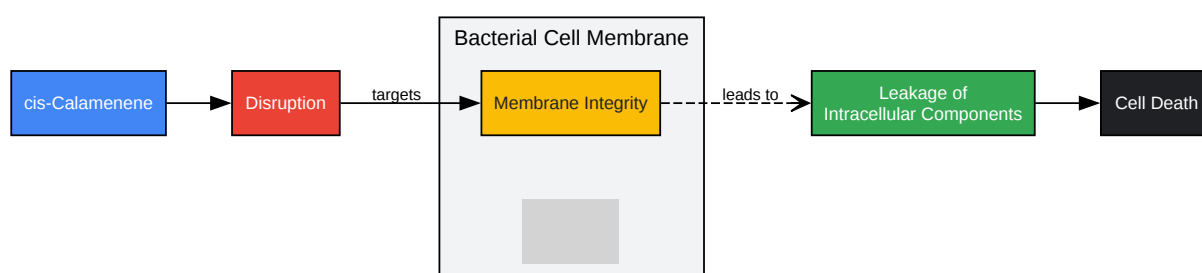 Bacterial Cell Membrane
cis-Calamenene
Disruption
targets
Membrane Integrity
leads to
Leakage of
Intracellular Components
Cell Death